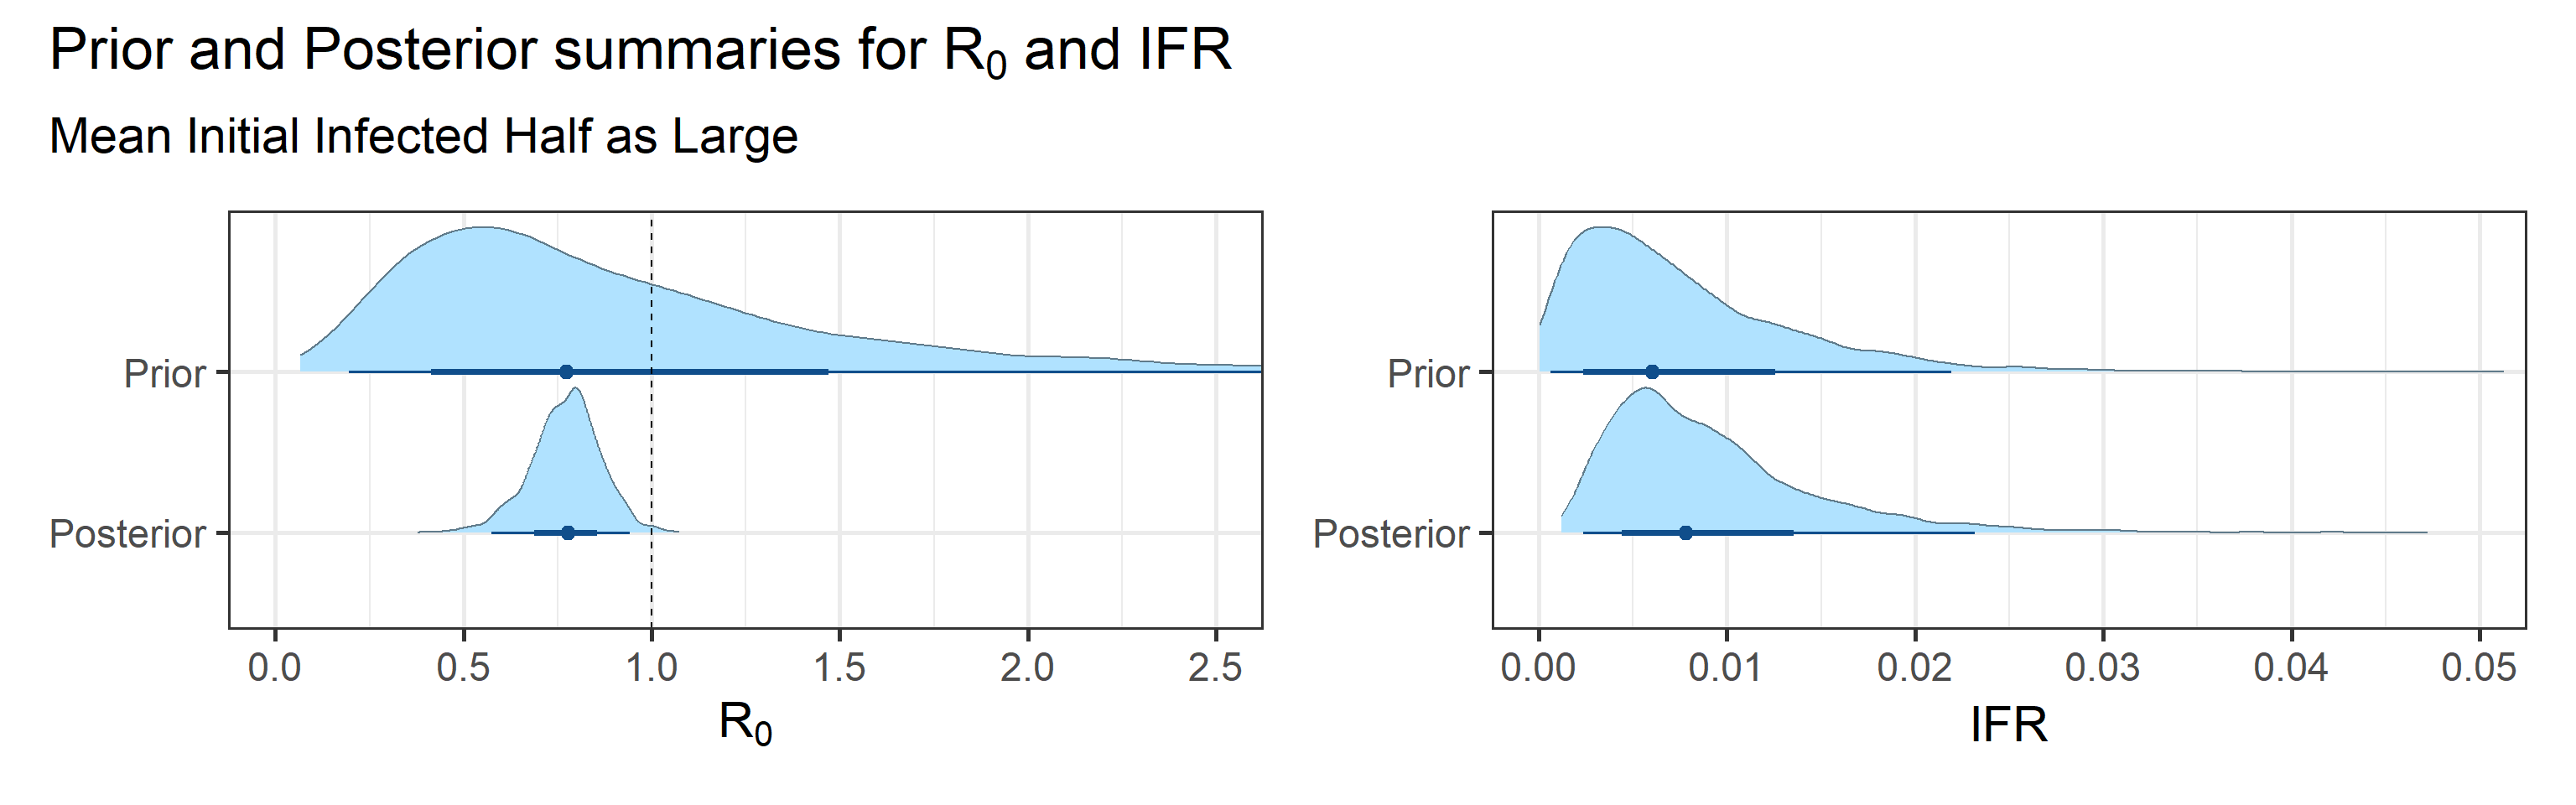 Prior and Posterior summaries for R₀ and IFR
Mean Initial Infected Half as Large
Prior
Posterior
0.0 0.5 1.0 1.5 2.0 2.5
R₀
Prior
Posterior
0.00 0.01 0.02 0.03 0.04 0.05
IFR